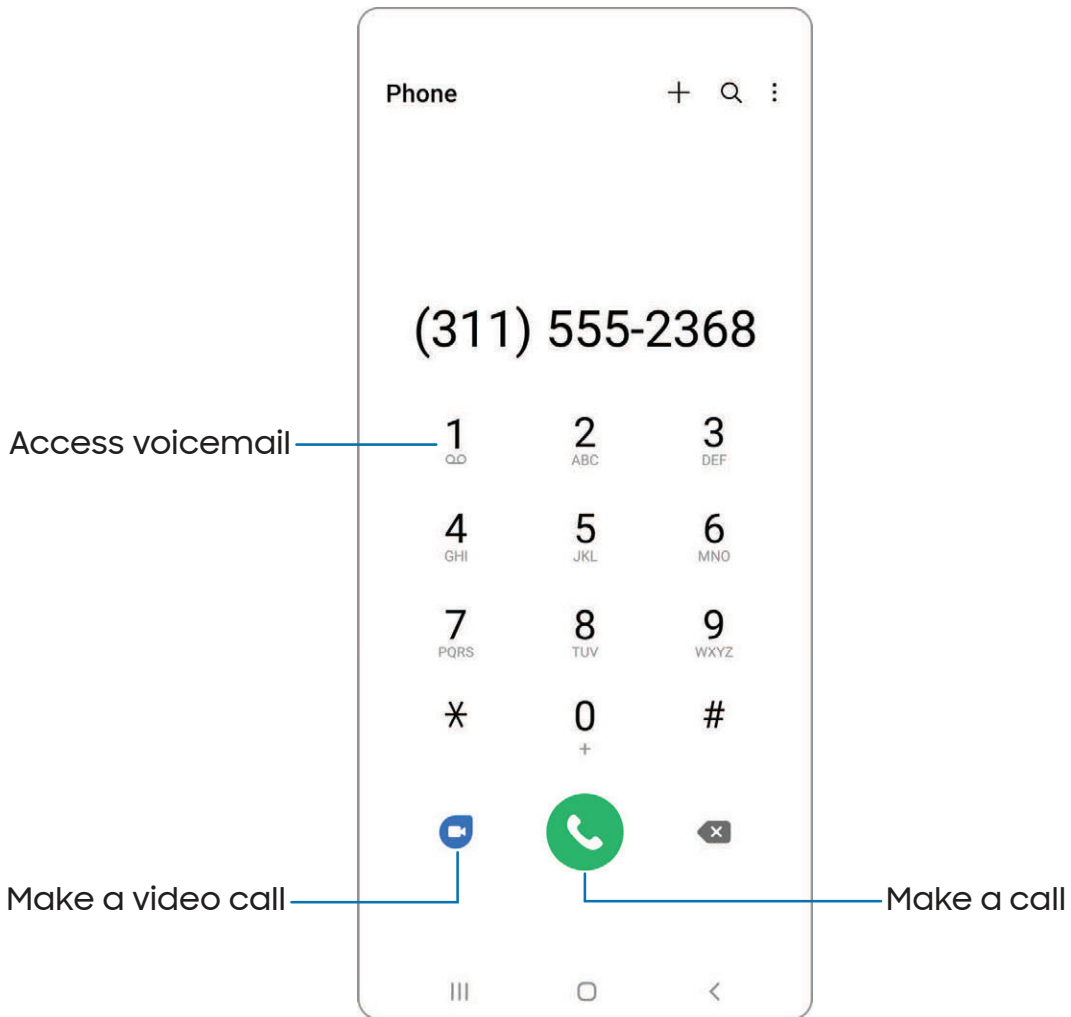 Phone
(311) 555-2368
Access voicemail
1 2 3
ABC DEF
4 5 6
GHI JKL MNO
7 8 9
PQRS TUV WXYZ
* 0 #
+
Make a video call
Make a call